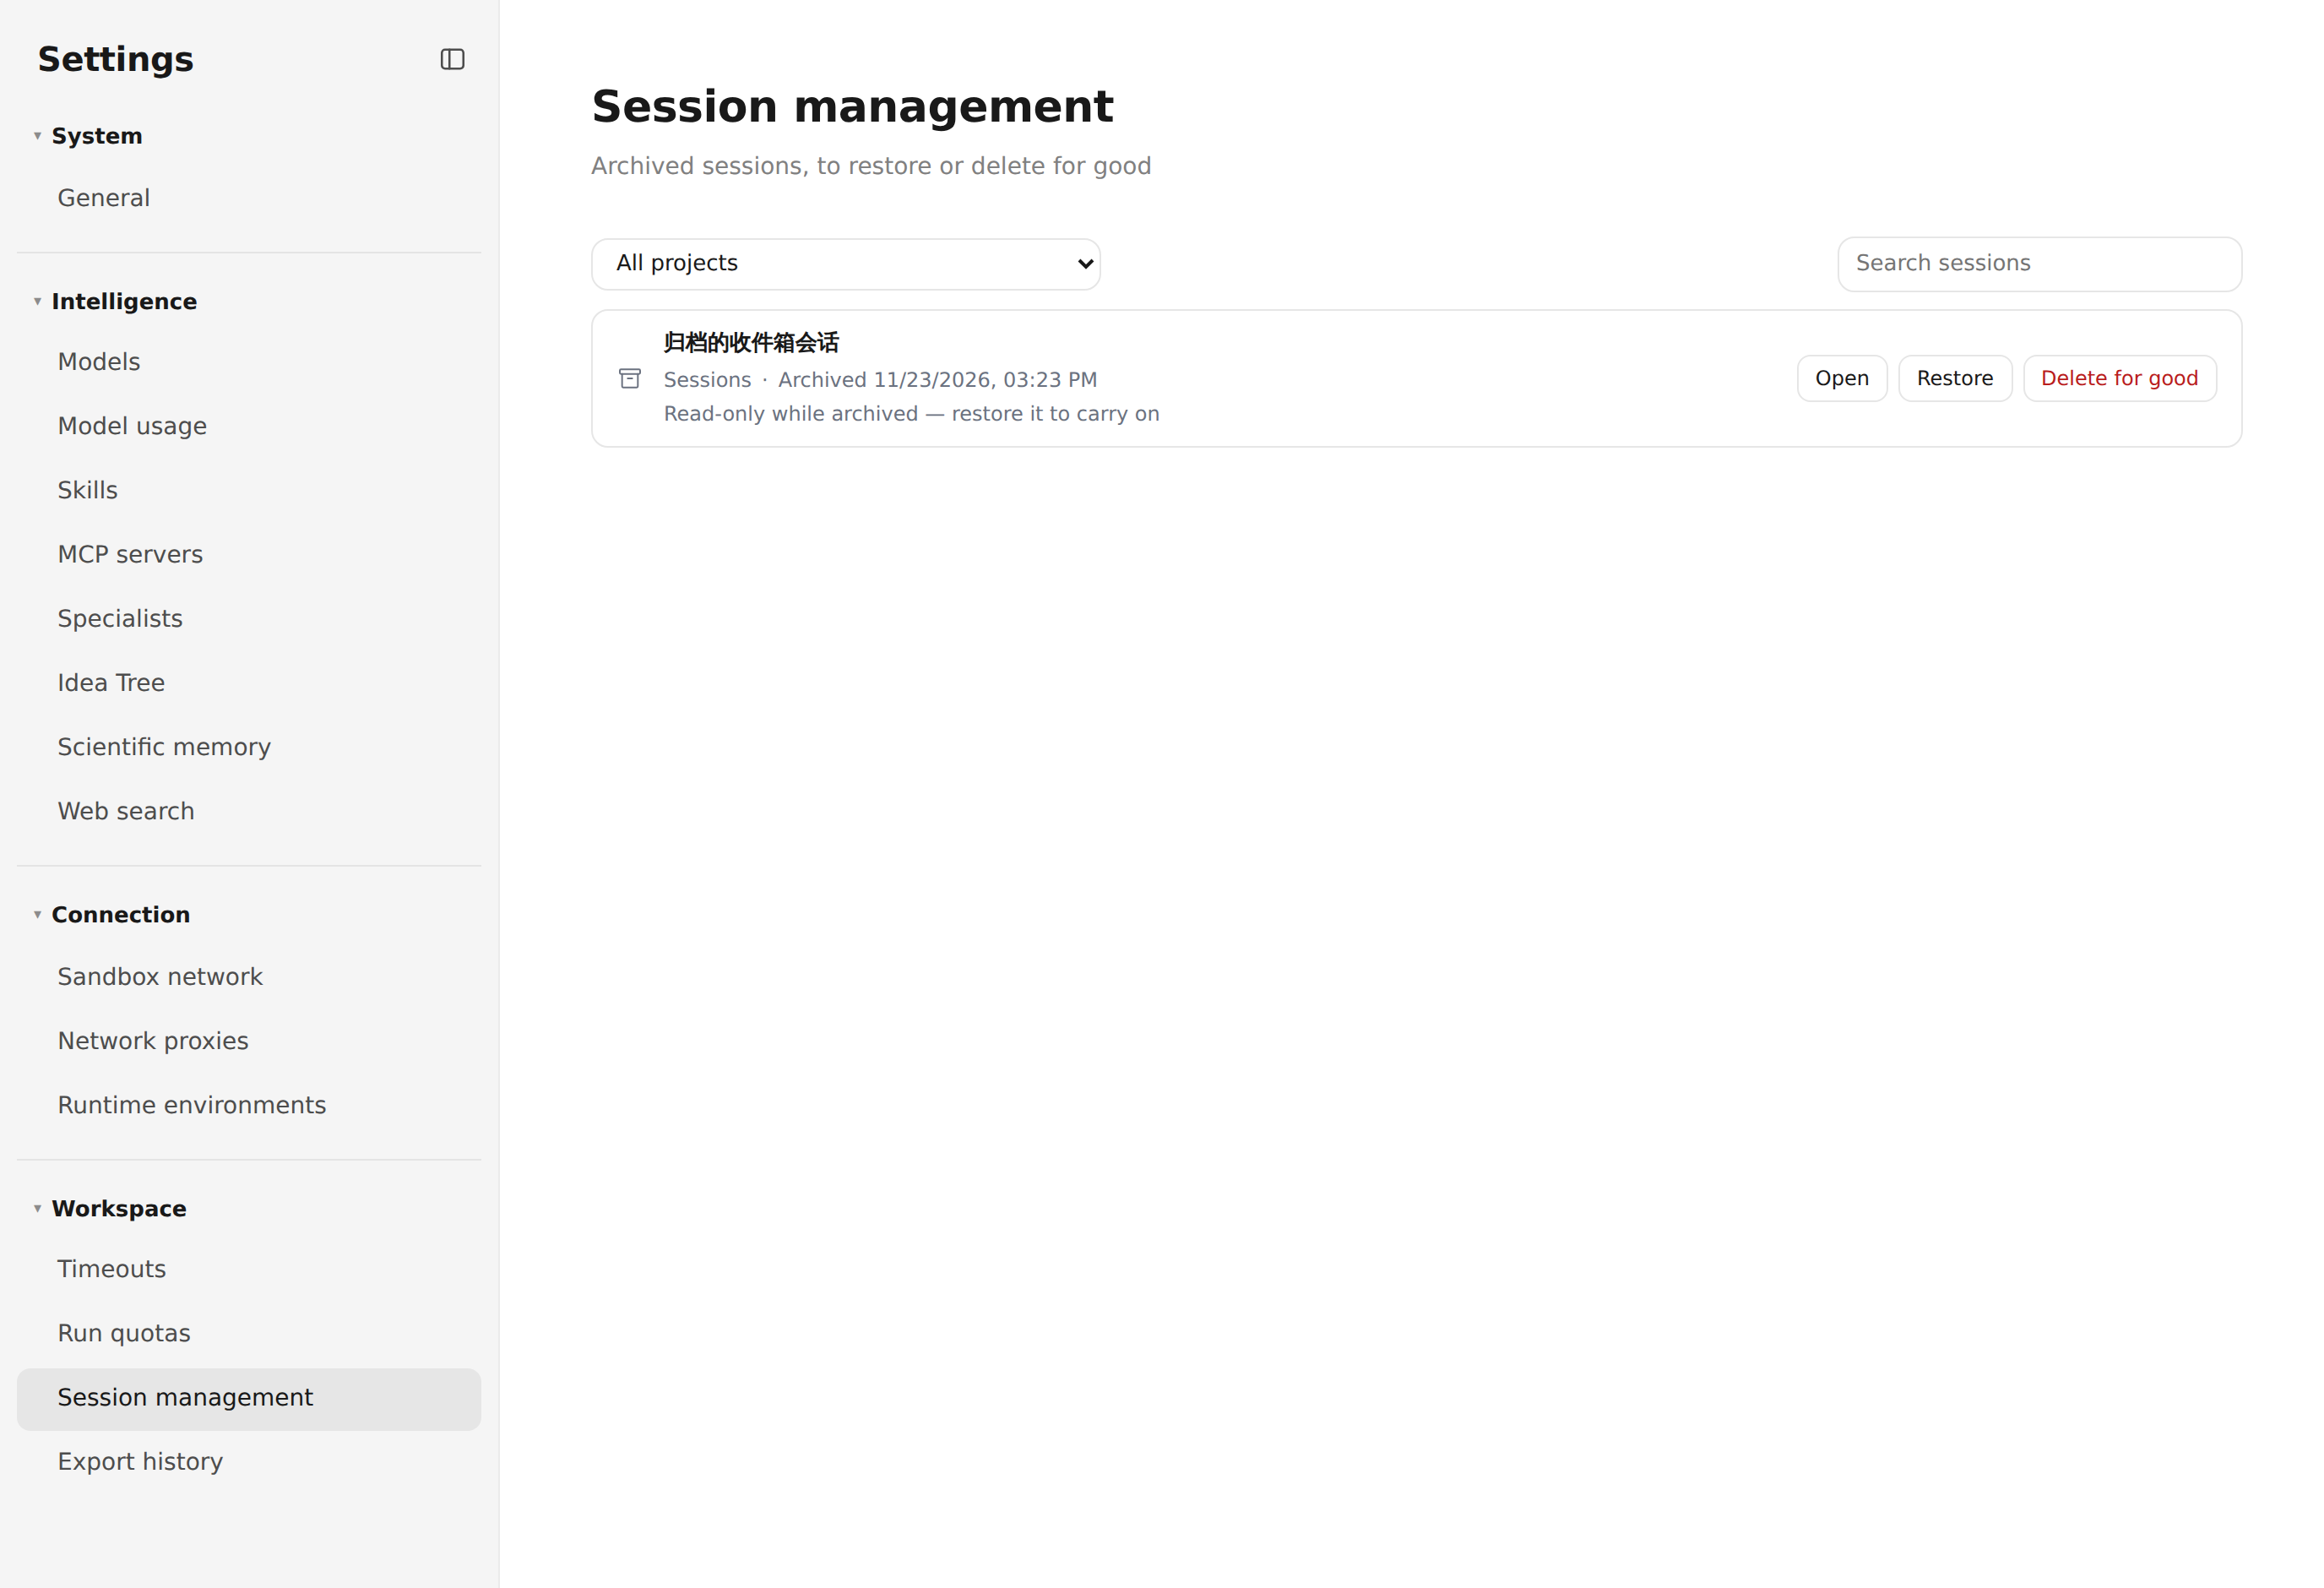 Settings
System
General
Intelligence
Models
Model usage
Skills
MCP servers
Specialists
Idea Tree
Scientific memory
Web search
Connection
Sandbox network
Network proxies
Runtime environments
Workspace
Timeouts
Run quotas
Session management
Export history
Session management
Archived sessions, to restore or delete for good
All projects
Search sessions
归档的收件箱会话
Sessions · Archived 11/23/2026, 03:23 PM
Read-only while archived — restore it to carry on
Open
Restore
Delete for good